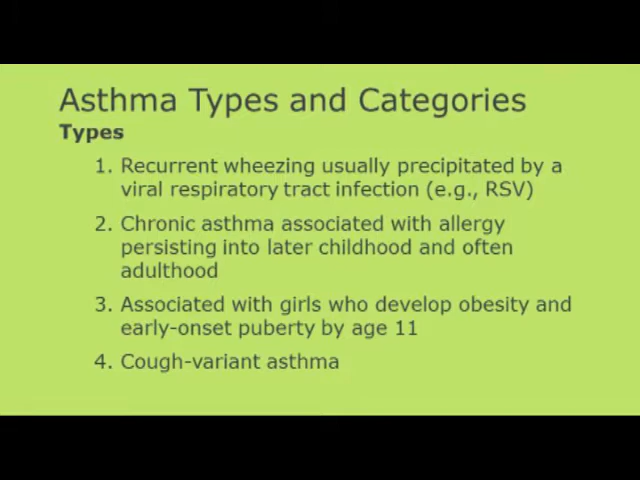 Asthma Types and Categories
Types
1. Recurrent wheezing usually precipitated by a
viral respiratory tract infection (e.g., RSV)
2. Chronic asthma associated with allergy
persisting into later childhood and often
adulthood
3. Associated with girls who develop obesity and
early-onset puberty by age 11
4. Cough-variant asthma